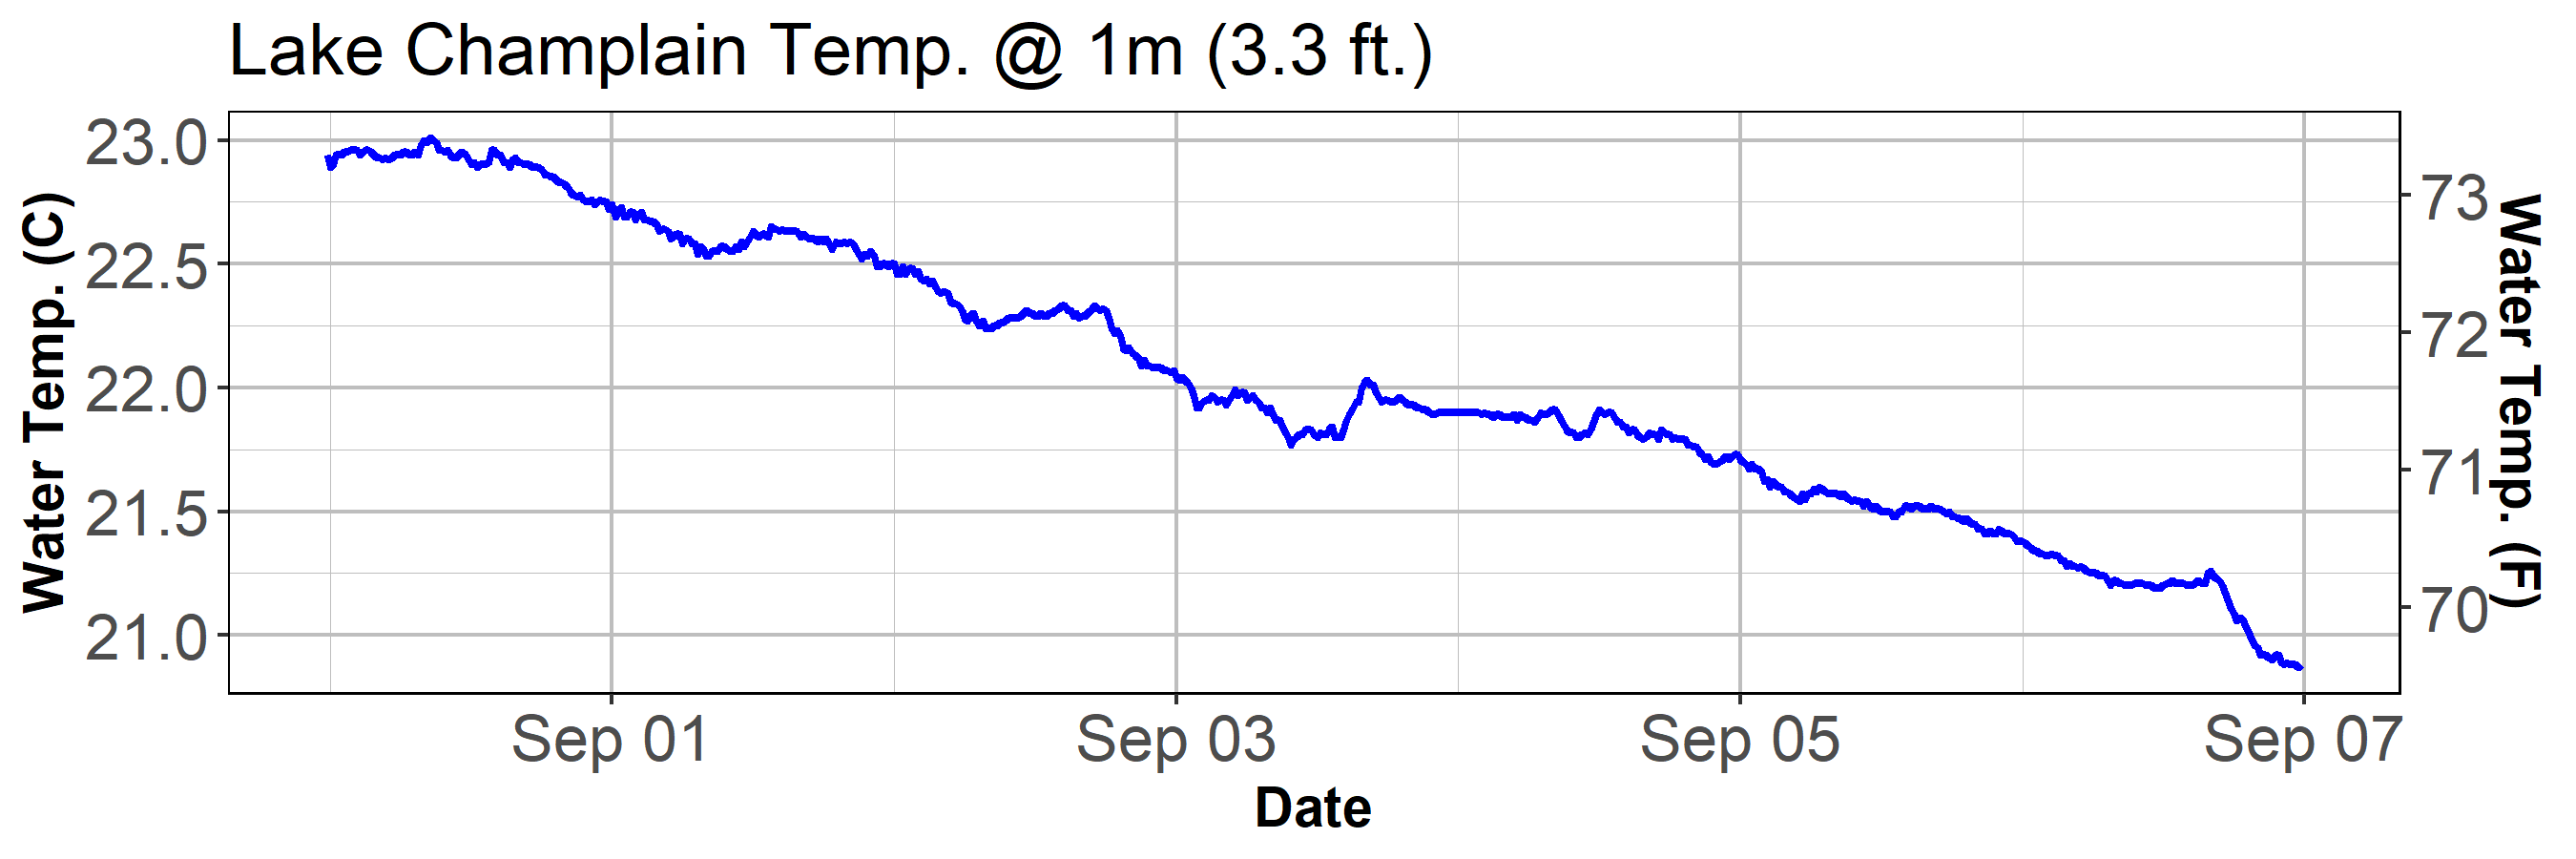 Lake Champlain Temp. @ 1m (3.3 ft.)
Water Temp. (C)
23.0
22.5
22.0
21.5
21.0
73
72
71
70
Water Temp. (F)
Sep 01 Sep 03 Sep 05 Sep 07
Date